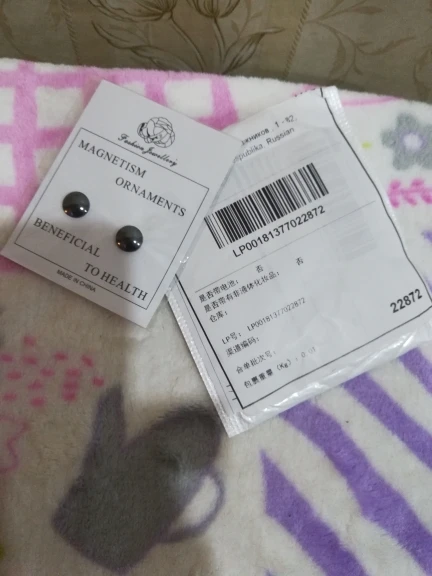 Fashion Jewellery
MAGNETISM
ORNAMENTS
BENEFICIAL
TO HEALTH
MADE IN CHINA
Russian
LP00181377022872
是否带电池: 否
是否带有非液体化妆品: 否
仓库:
LP号: LP00181377022872
渠道编码:
22872
合单批次号:
包裹重量 (Kg):